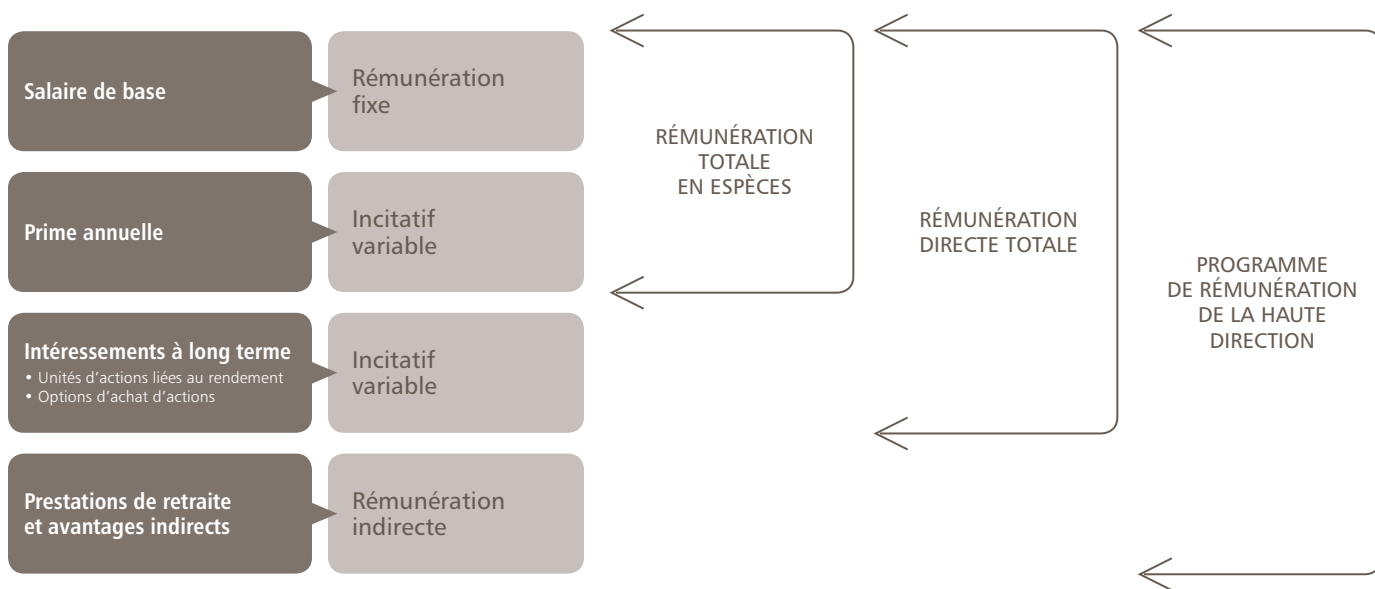 Salaire de base
Rémunération
fixe
Prime annuelle
Incitatif
variable
Intéressements à long terme
• Unités d’actions liées au rendement
• Options d’achat d’actions
Incitatif
variable
Prestations de retraite
et avantages indirects
Rémunération
indirecte
RÉMUNÉRATION
TOTALE
EN ESPÈCES
RÉMUNÉRATION
DIRECTE TOTALE
PROGRAMME
DE RÉMUNÉRATION
DE LA HAUTE
DIRECTION